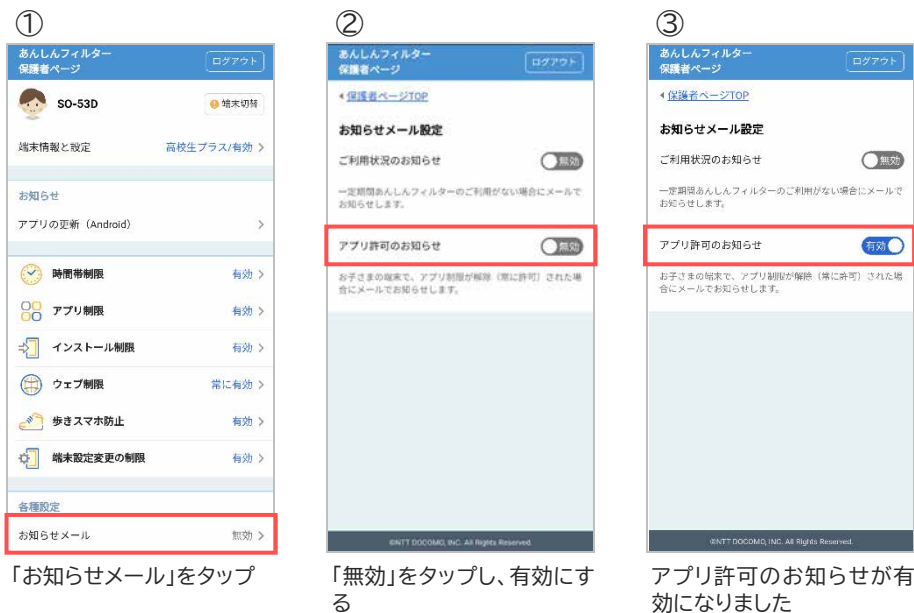 ①
あんしんフィルター
保護者ページ
ログアウト
SO-53D
端末切替
端末情報と設定
高校生プラス/有効
お知らせ
アプリの更新（Android）
時間帯制限
有効
アプリ制限
有効
インストール制限
有効
ウェブ制限
常に有効
歩きスマホ防止
有効
端末設定変更の制限
有効
各種設定
お知らせメール
無効
「お知らせメール」をタップ
②
あんしんフィルター
保護者ページ
ログアウト
保護者ページTOP
お知らせメール設定
ご利用状況のお知らせ
無効
一定期間あんしんフィルターのご利用がない場合にメールで
お知らせします。
アプリ許可のお知らせ
無効
お子さまの端末で、アプリ制限が解除（常に許可）された場
合にメールでお知らせします。
©NTT DOCOMO, INC. All Rights Reserved.
「無効」をタップし、有効にす
る
③
あんしんフィルター
保護者ページ
ログアウト
保護者ページTOP
お知らせメール設定
ご利用状況のお知らせ
無効
一定期間あんしんフィルターのご利用がない場合にメールで
お知らせします。
アプリ許可のお知らせ
有効
お子さまの端末で、アプリ制限が解除（常に許可）された場
合にメールでお知らせします。
©NTT DOCOMO, INC. All Rights Reserved.
アプリ許可のお知らせが有
効になりました